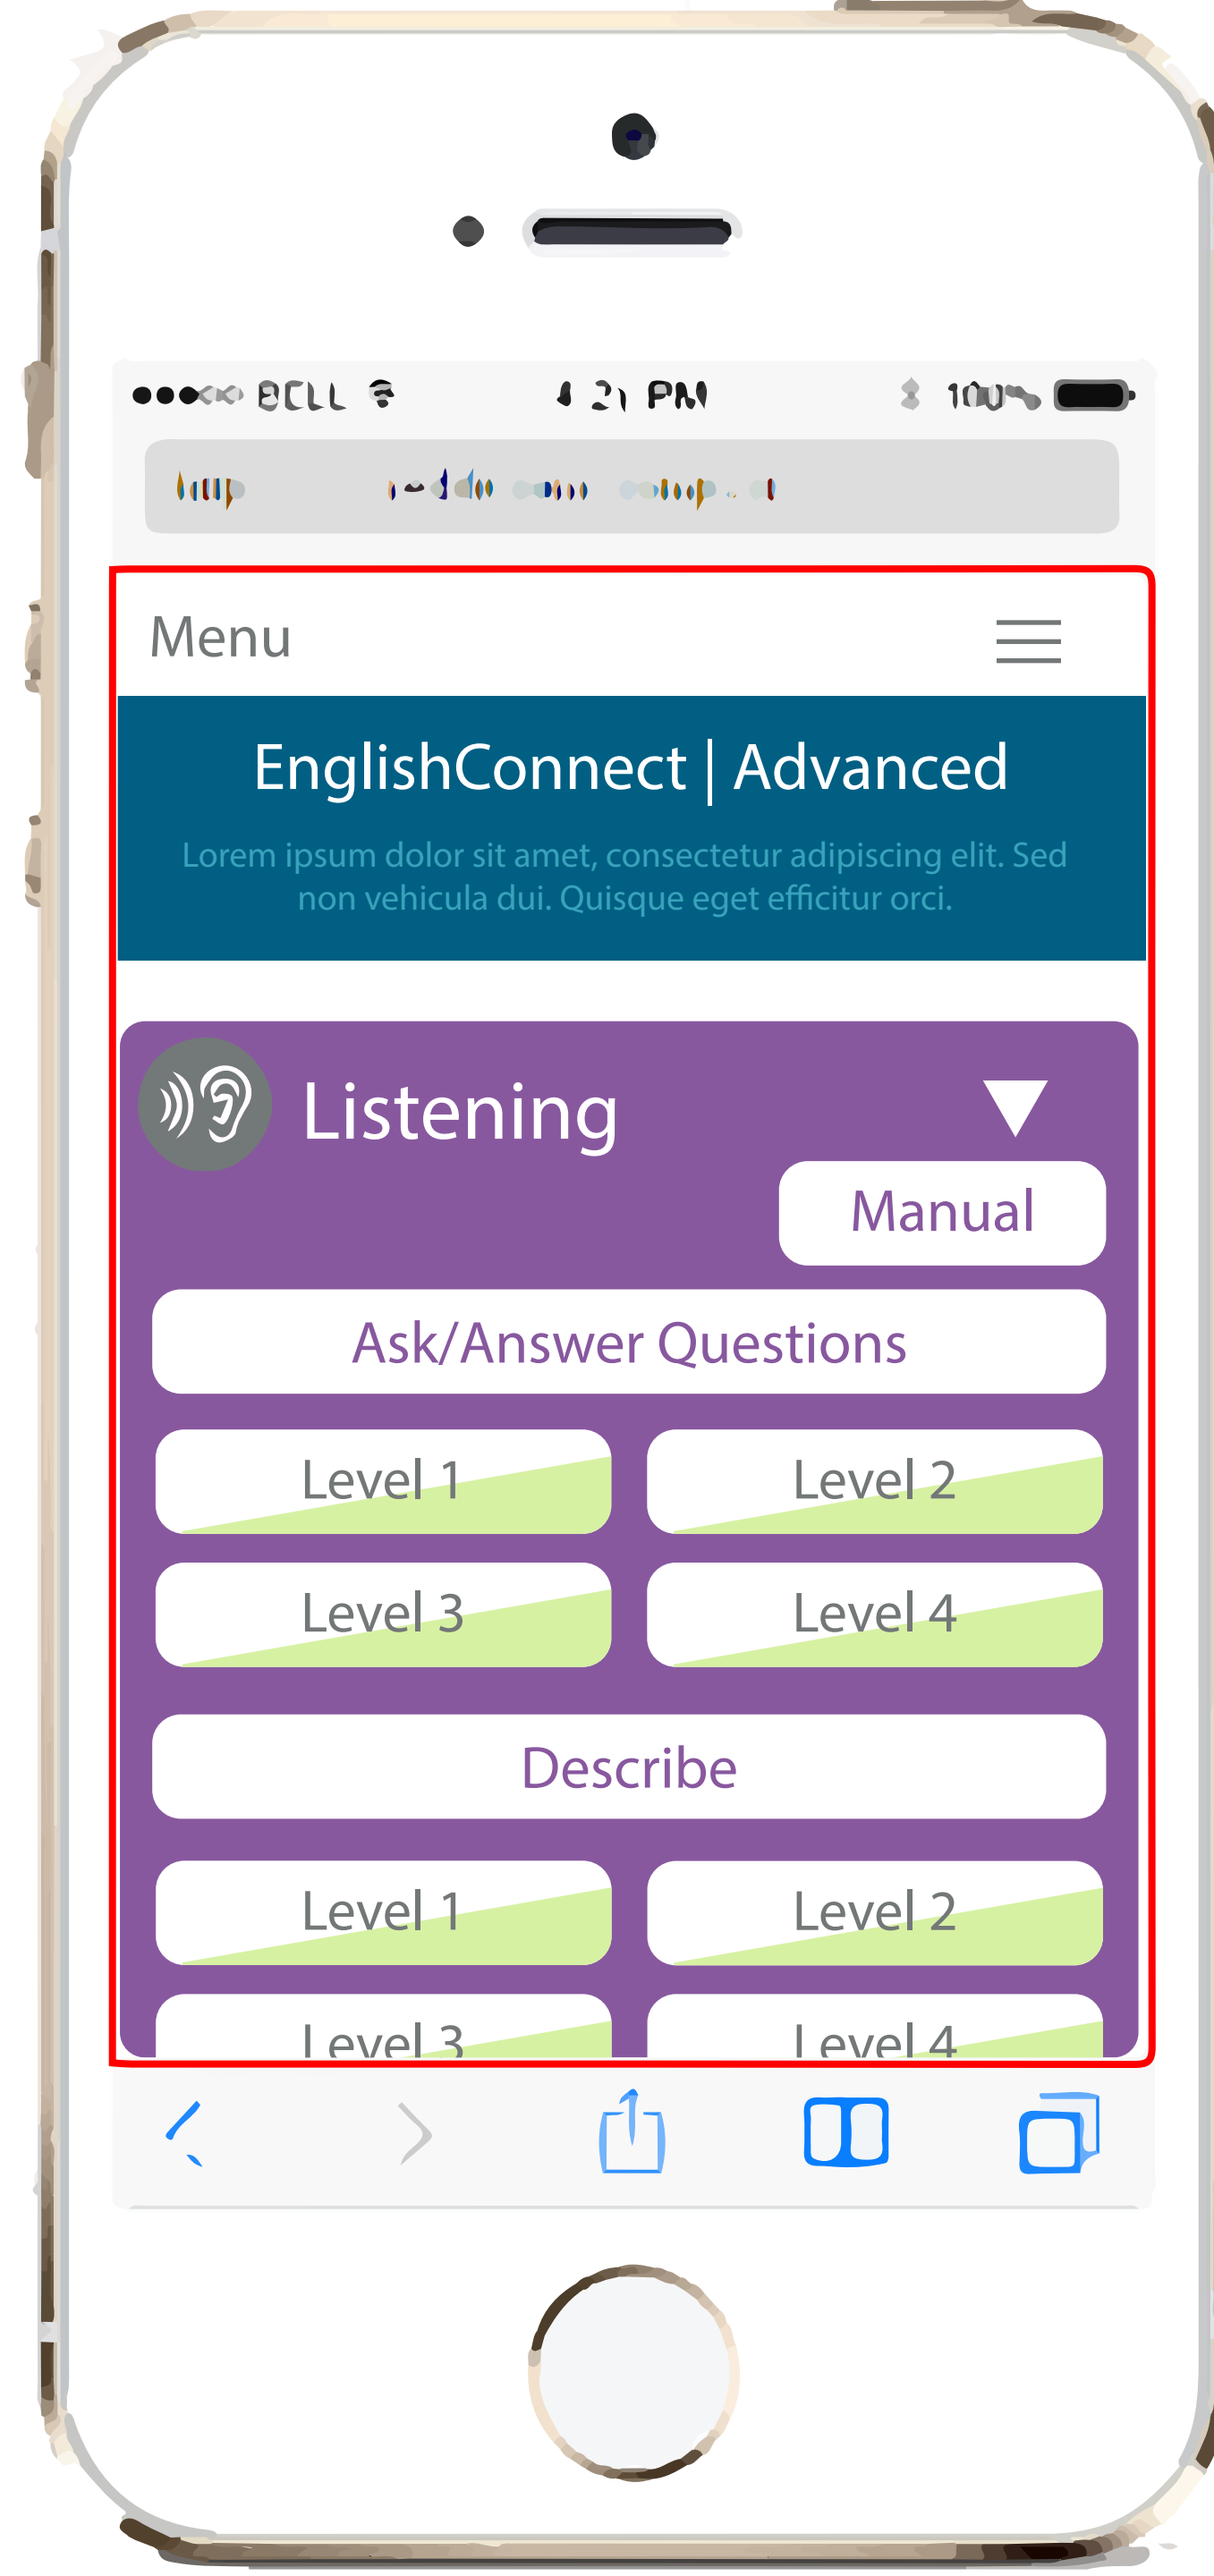 PM
Menu
EnglishConnect | Advanced
Lorem ipsum dolor sit amet, consectetur adipiscing elit. Sed
non vehicula dui. Quisque eget efficitur orci.
Listening
Manual
Ask/Answer Questions
Level 1 Level 2
Level 3 Level 4
Describe
Level 1 Level 2
Level 3 Level 4